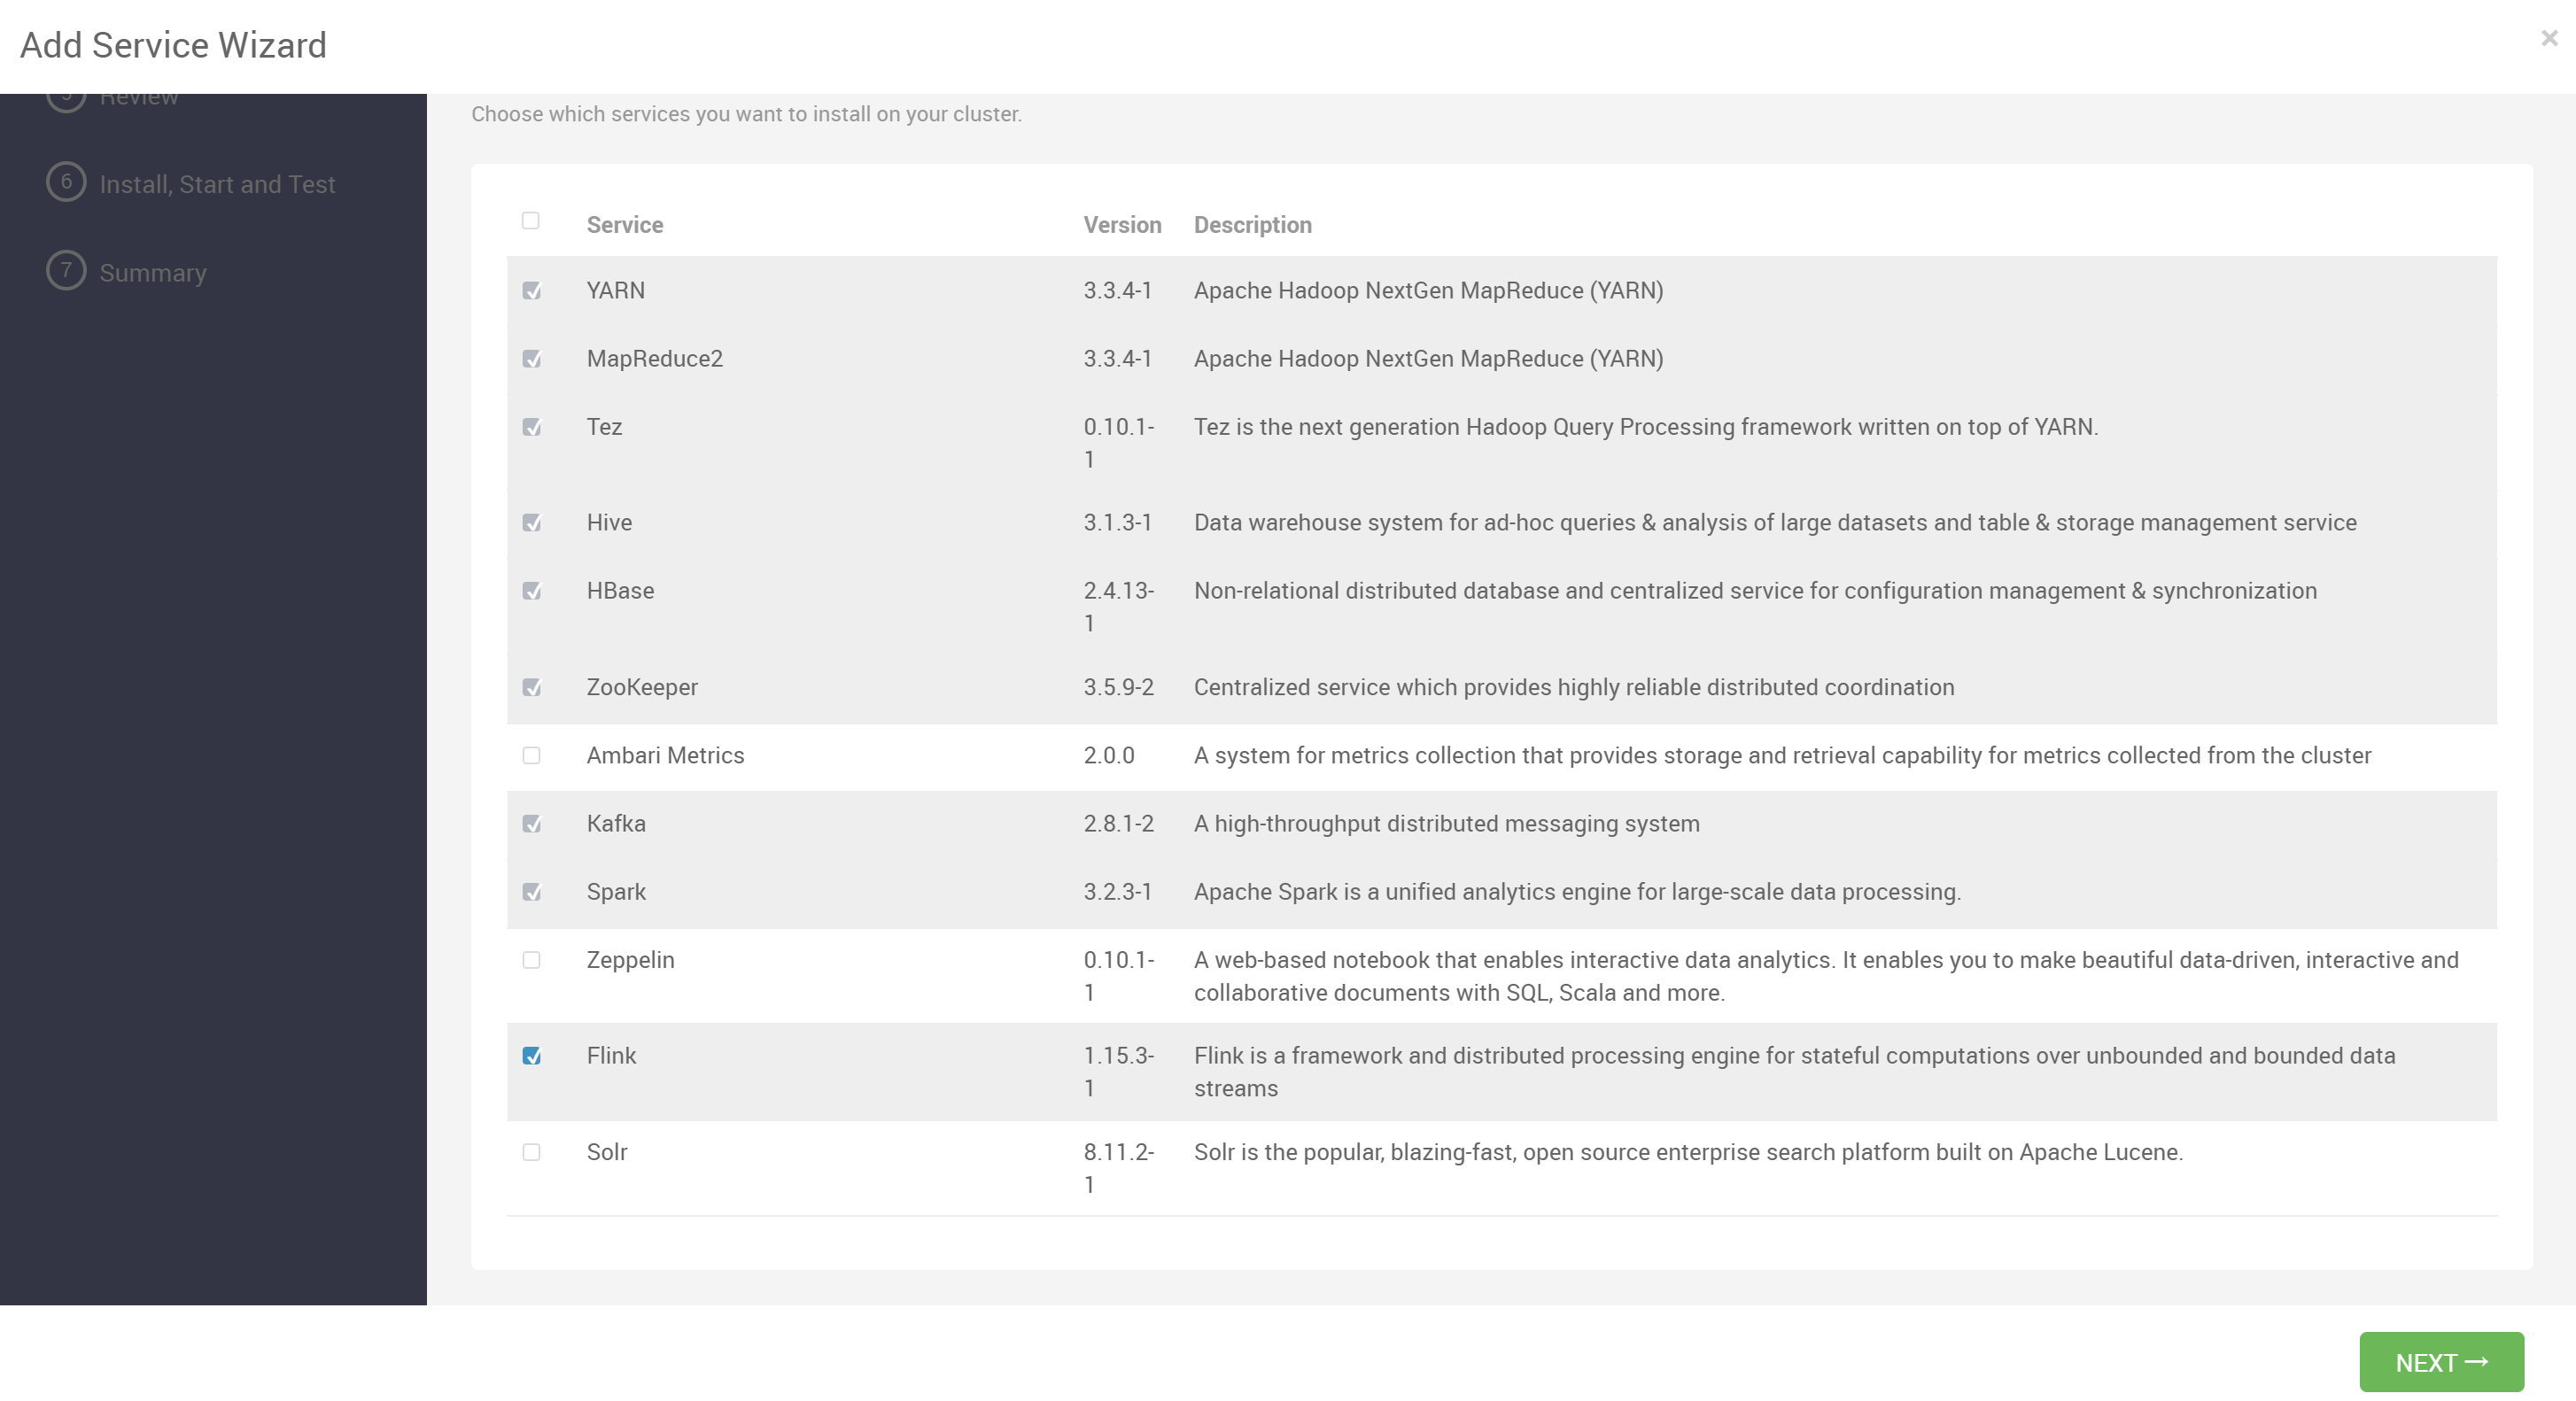 Add Service Wizard
×
5 Review
Choose which services you want to install on your cluster.
6 Install, Start and Test
7 Summary
Service Version Description
YARN 3.3.4-1 Apache Hadoop NextGen MapReduce (YARN)
MapReduce2 3.3.4-1 Apache Hadoop NextGen MapReduce (YARN)
Tez 0.10.1- Tez is the next generation Hadoop Query Processing framework written on top of YARN.
1
Hive 3.1.3-1 Data warehouse system for ad-hoc queries & analysis of large datasets and table & storage management service
HBase 2.4.13- Non-relational distributed database and centralized service for configuration management & synchronization
1
ZooKeeper 3.5.9-2 Centralized service which provides highly reliable distributed coordination
Ambari Metrics 2.0.0 A system for metrics collection that provides storage and retrieval capability for metrics collected from the cluster
Kafka 2.8.1-2 A high-throughput distributed messaging system
Spark 3.2.3-1 Apache Spark is a unified analytics engine for large-scale data processing.
Zeppelin 0.10.1- A web-based notebook that enables interactive data analytics. It enables you to make beautiful data-driven, interactive and
1 collaborative documents with SQL, Scala and more.
Flink 1.15.3- Flink is a framework and distributed processing engine for stateful computations over unbounded and bounded data
1 streams
Solr 8.11.2- Solr is the popular, blazing-fast, open source enterprise search platform built on Apache Lucene.
1
NEXT →